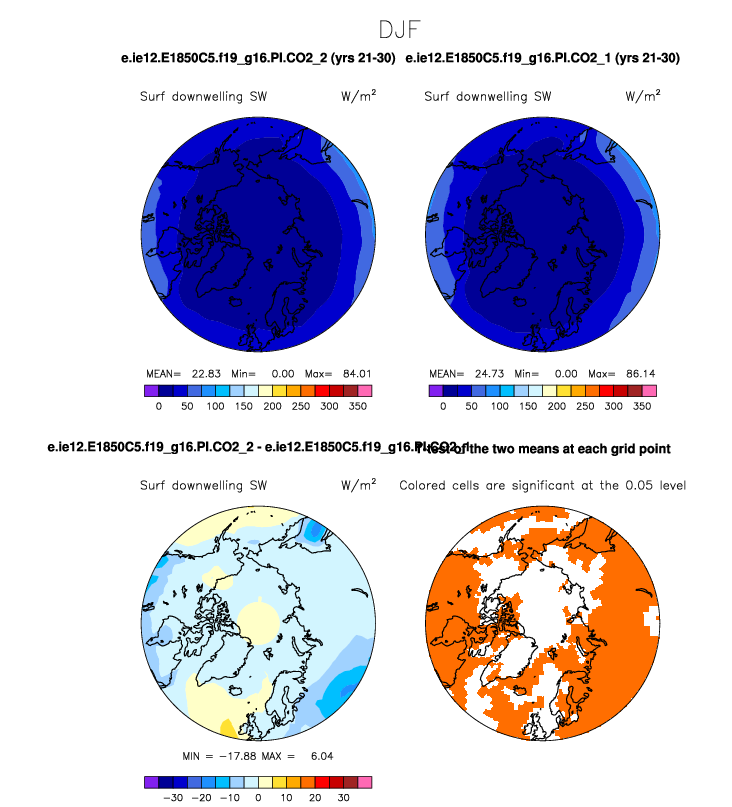 DJF
e.ie12.E1850C5.f19_g16.PI.CO2_2 (yrs 21-30) e.ie12.E1850C5.f19_g16.PI.CO2_1 (yrs 21-30)
Surf downwelling SW W/m² Surf downwelling SW W/m²
MEAN= 22.83 Min= 0.00 Max= 84.01 MEAN= 24.73 Min= 0.00 Max= 86.14
0 50 100 150 200 250 300 350 0 50 100 150 200 250 300 350
e.ie12.E1850C5.f19_g16.PI.CO2_2 - e.ie12.E1850C5.f19_g16.PI.CO2_1 T-test of the two means at each grid point
Surf downwelling SW W/m² Colored cells are significant at the 0.05 level
MIN = -17.88 MAX = 6.04
-30 -20 -10 0 10 20 30